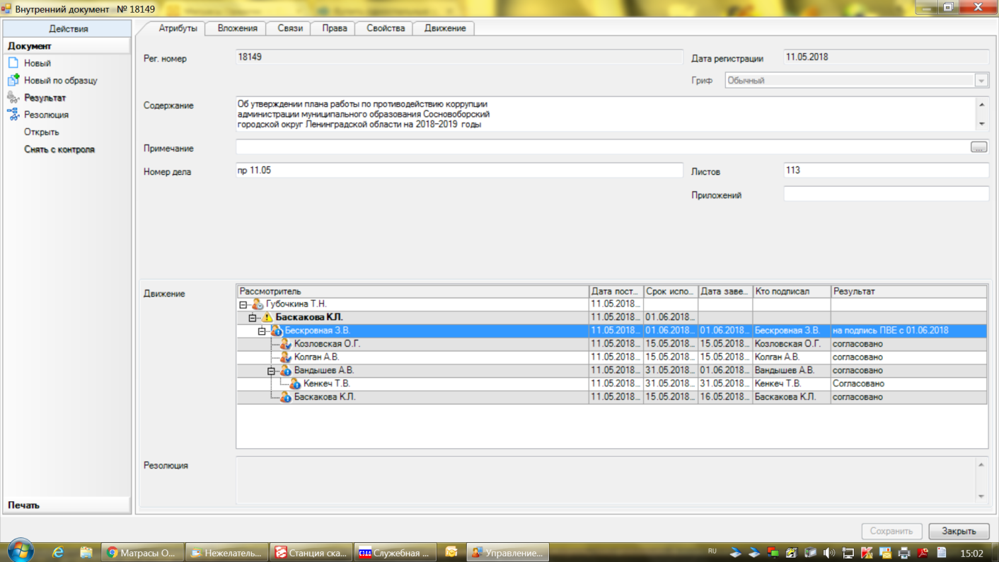 Внутренний документ № 18149
Действия
Документ
Новый
Новый по образцу
Результат
Резолюция
Открыть
Снять с контроля
Печать
Атрибуты Вложения Связи Права Свойства Движение
Рег. номер 18149 Дата регистрации 11.05.2018
Гриф Обычный
Содержание Об утверждении плана работы по противодействию коррупции
администрации муниципального образования Сосновоборский
городской округ Ленинградской области на 2018-2019 годы
Примечание ...
Номер дела пр 11.05 Листов 113
Приложений
Движение
Рассмотритель Дата пост... Срок испо... Дата заве... Кто подписал Результат
Губочкина Т.Н. 11.05.2018...
Баскакова К.Л. 11.05.2018... 01.06.2018...
Бескровная З.В. 11.05.2018... 01.06.2018... 01.06.2018... Бескровная З.В. на подпись ПВЕ с 01.06.2018
Козловская О.Г. 11.05.2018... 15.05.2018... 15.05.2018... Козловская О.Г. согласовано
Колган А.В. 11.05.2018... 15.05.2018... 15.05.2018... Колган А.В. согласовано
Вандышев А.В. 11.05.2018... 31.05.2018... 01.06.2018... Вандышев А.В. согласовано
Кенкеч Т.В. 11.05.2018... 31.05.2018... 31.05.2018... Кенкеч Т.В. Согласовано
Баскакова К.Л. 11.05.2018... 15.05.2018... 16.05.2018... Баскакова К.Л. согласовано
Резолюция
Сохранить Закрыть
Матрасы О... Нежелатель... Станция ска... Служебная ... Управление... RU 15:02